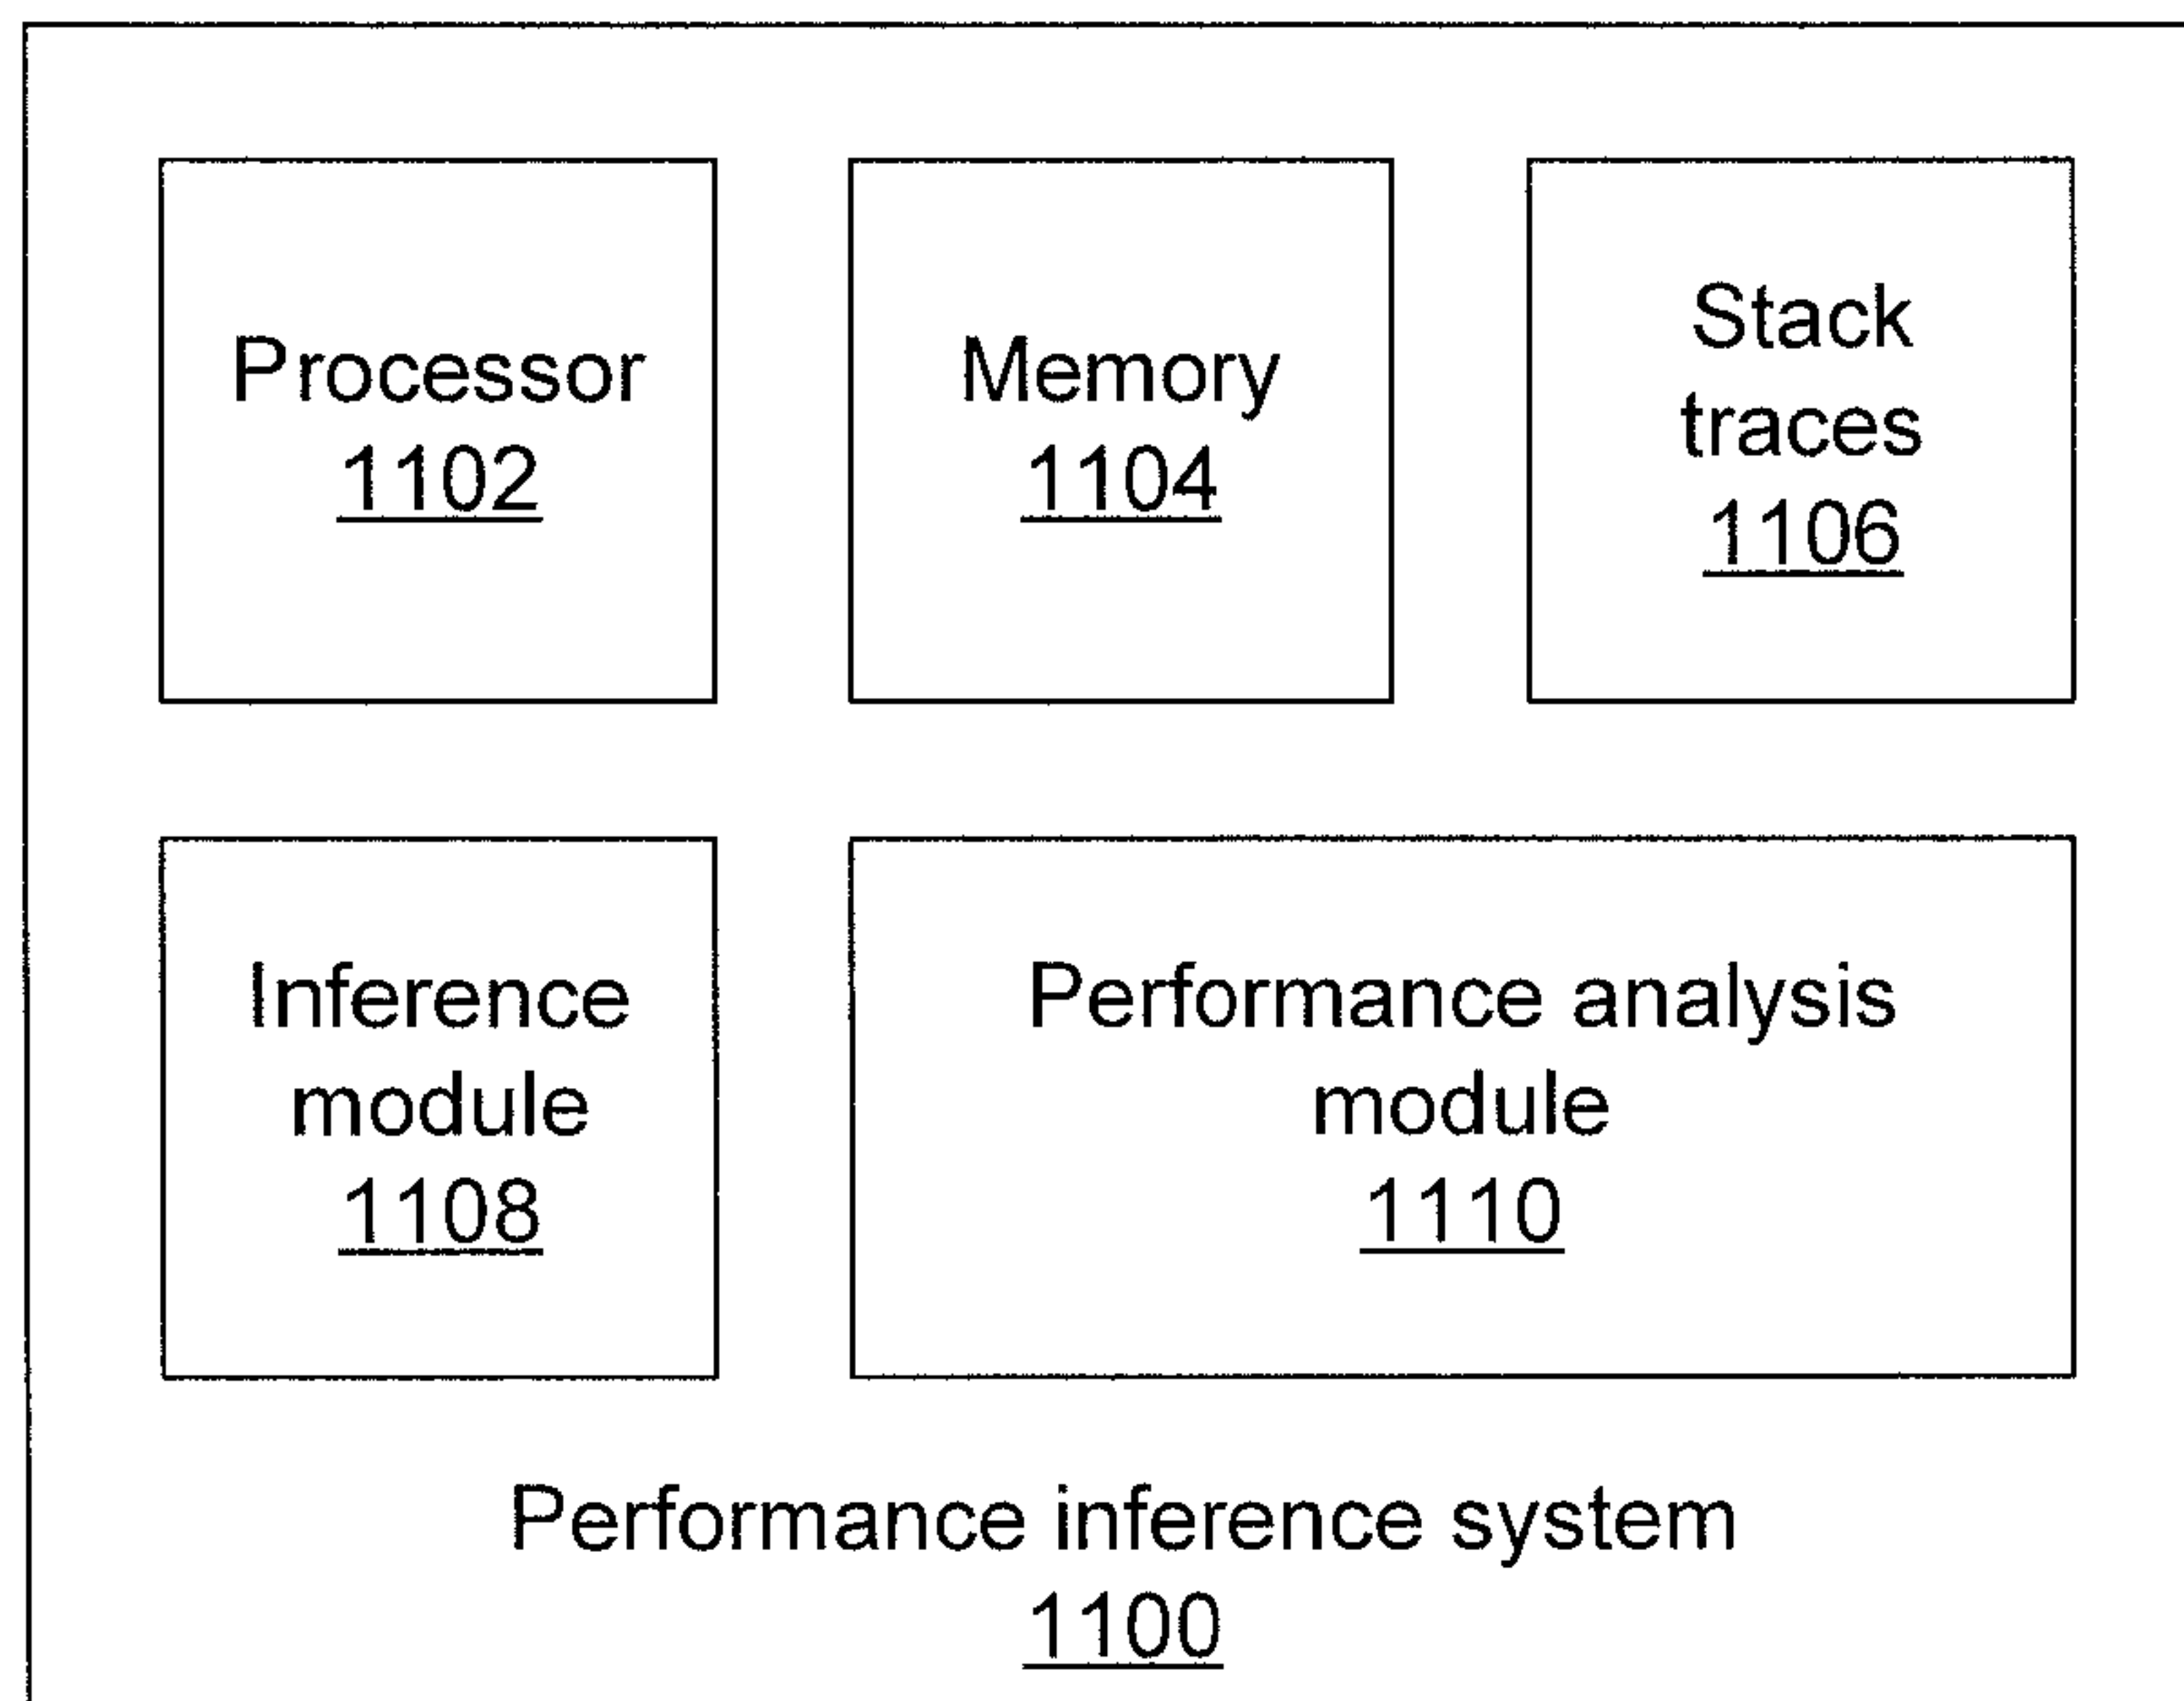 Processor
1102
Memory
1104
Stack
traces
1106
Inference
module
1108
Performance analysis
module
1110
Performance inference system
1100